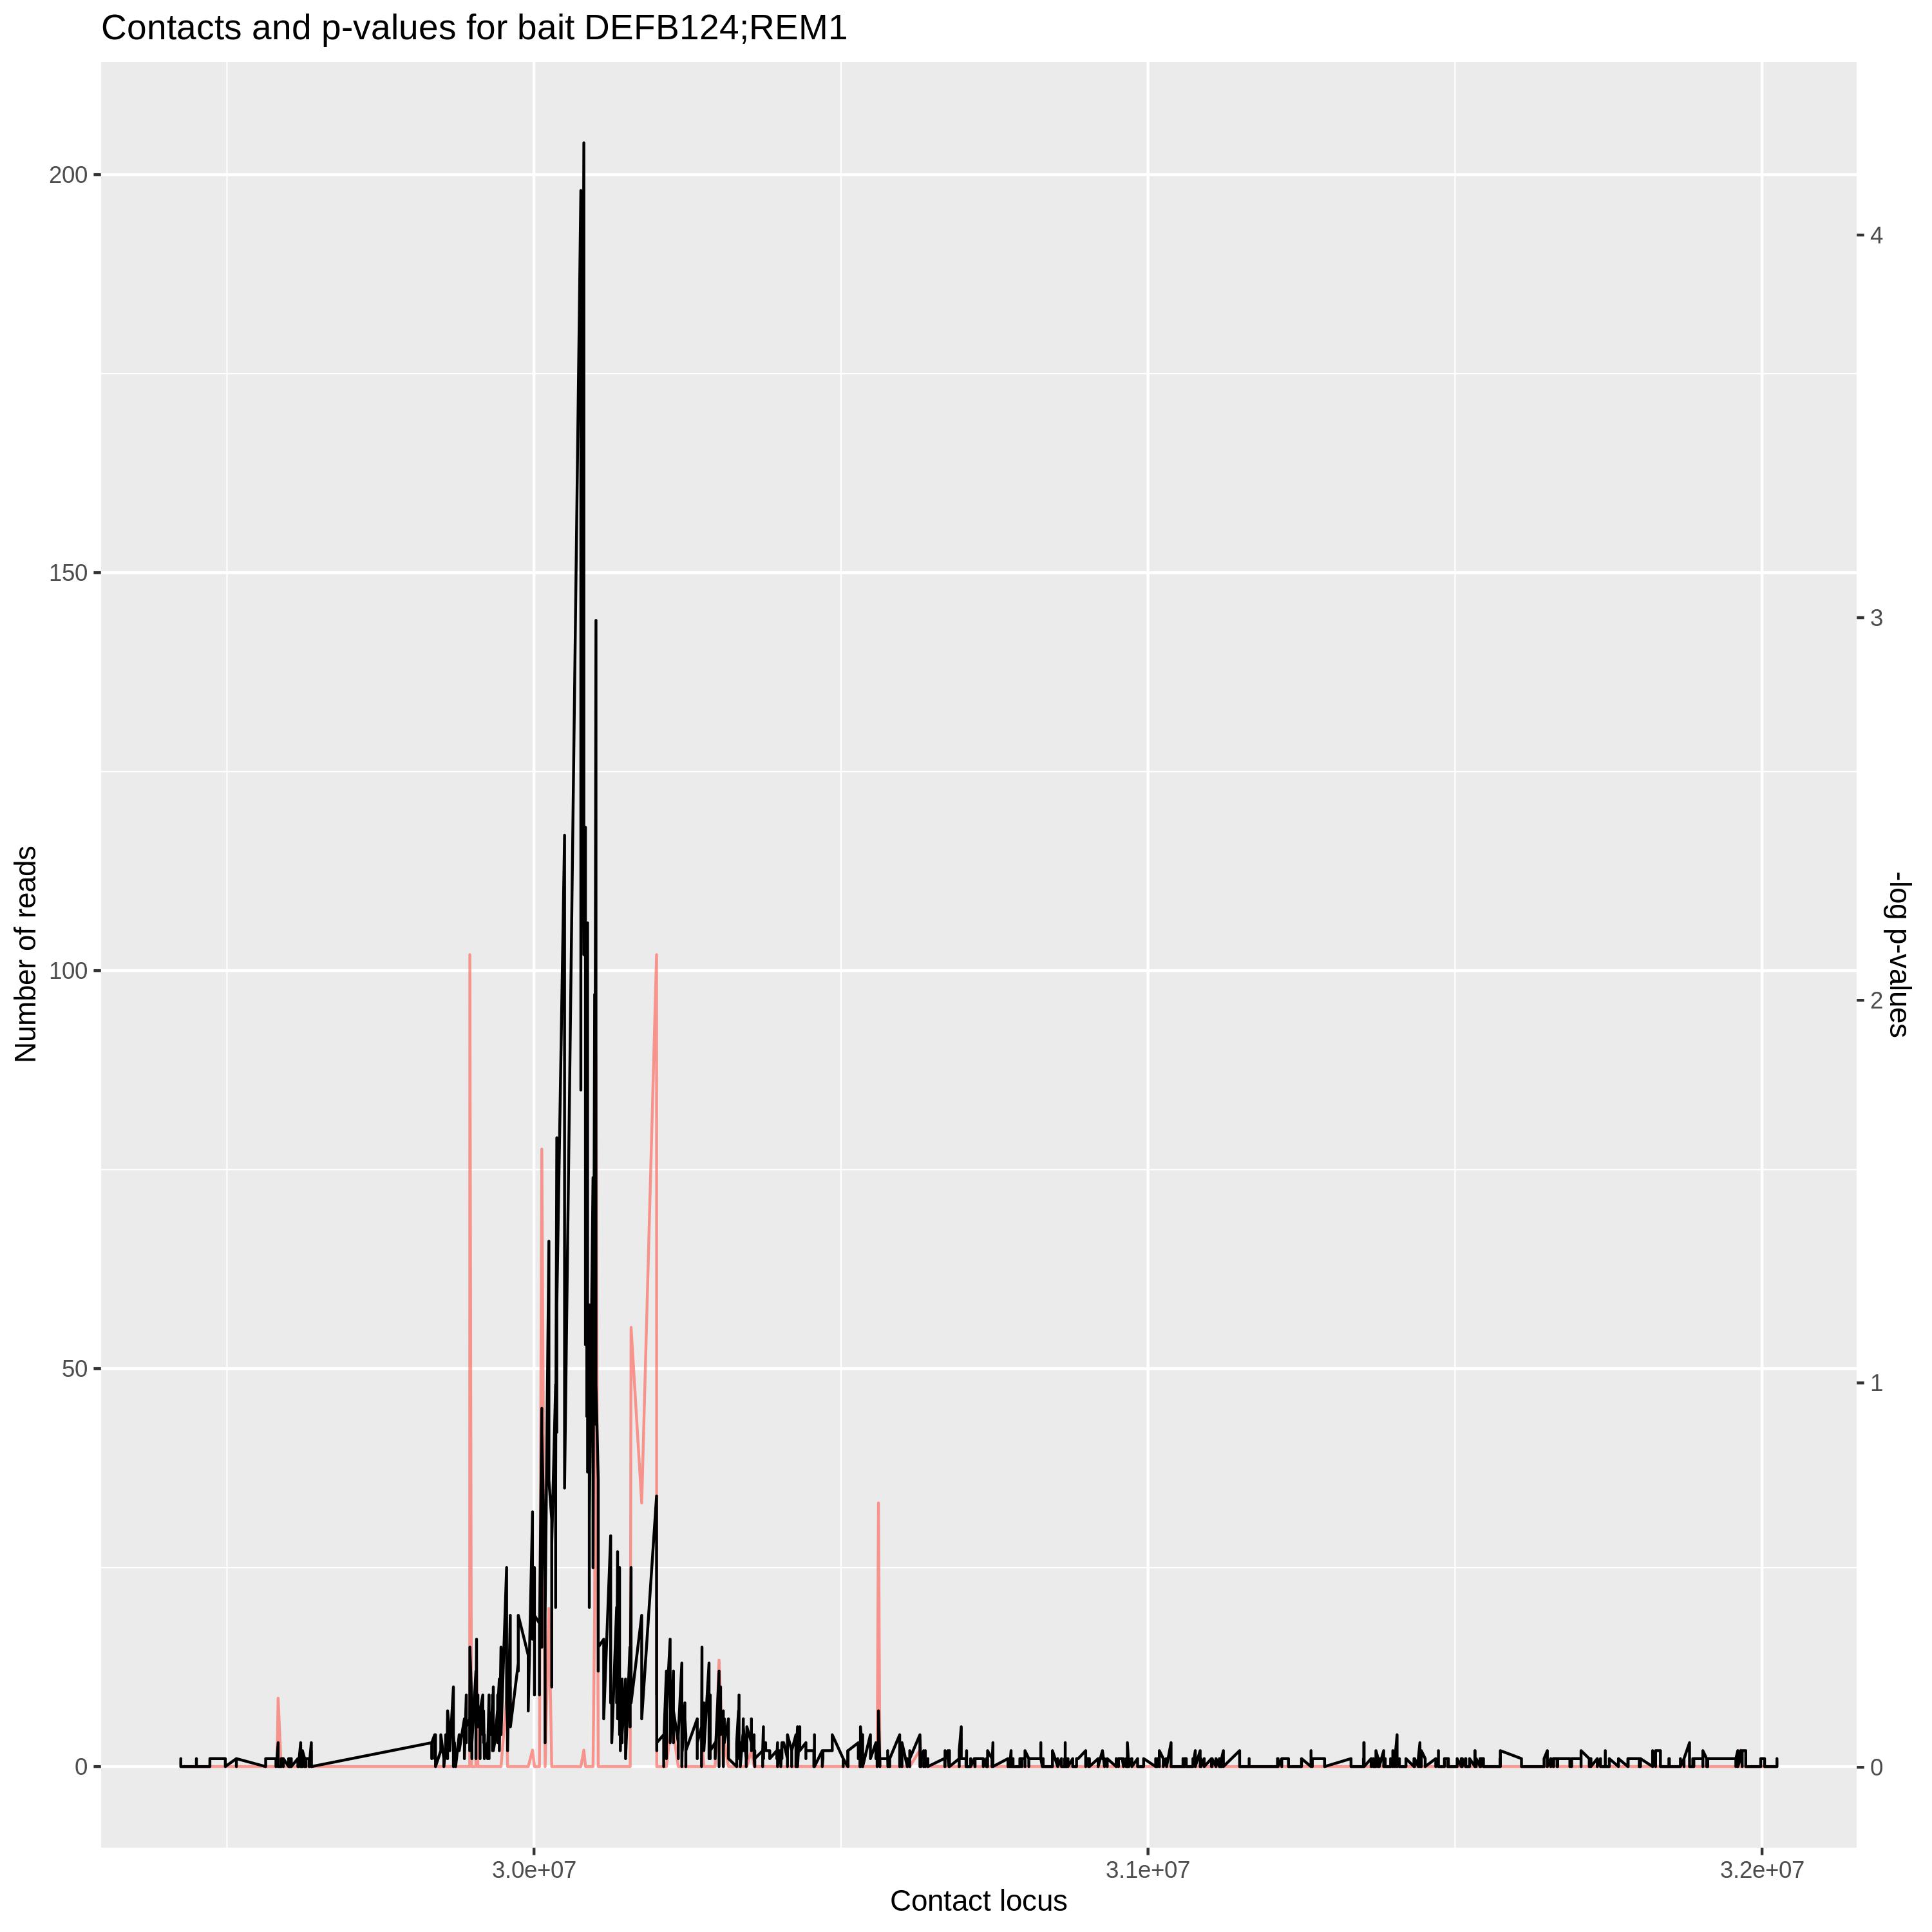 Contacts and p-values for bait DEFB124;REM1
200
150
100
50
0
Number of reads
4
3
2
1
0
-log p-values
3.0e+07
3.1e+07
3.2e+07
Contact locus